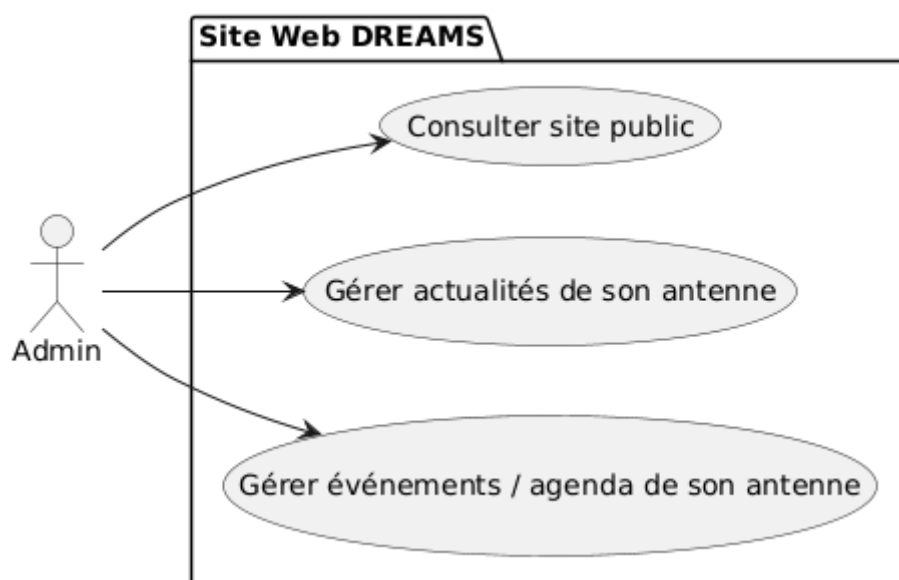 Site Web DREAMS
Consulter site public
Gérer actualités de son antenne
Admin
Gérer événements / agenda de son antenne